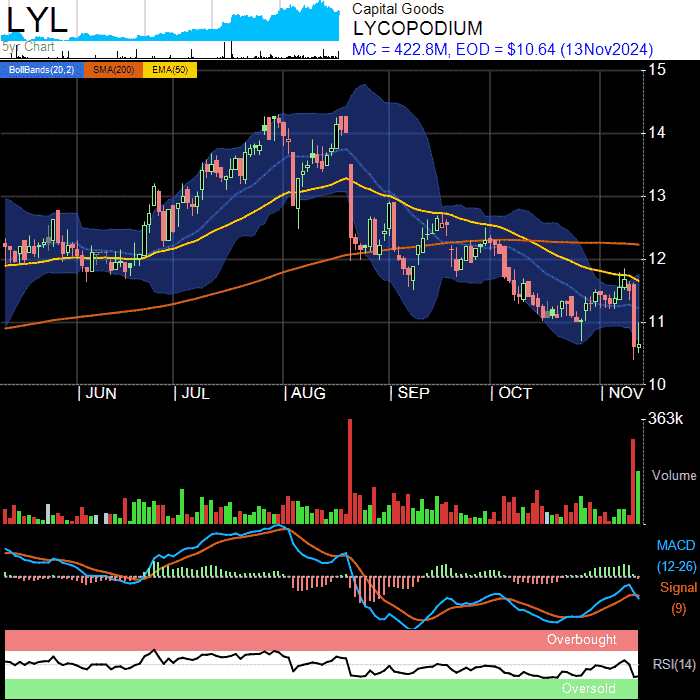 LYL
5yr Chart
Capital Goods
LYCOPODIUM
MC = 422.8M, EOD = $10.64 (13Nov2024)
BollBands(20,2) SMA(200) EMA(50)
15
14
13
12
11
10
JUN JUL AUG SEP OCT NOV
363k
Volume
MACD
(12-26)
Signal
(9)
Overbought
RSI(14)
Oversold